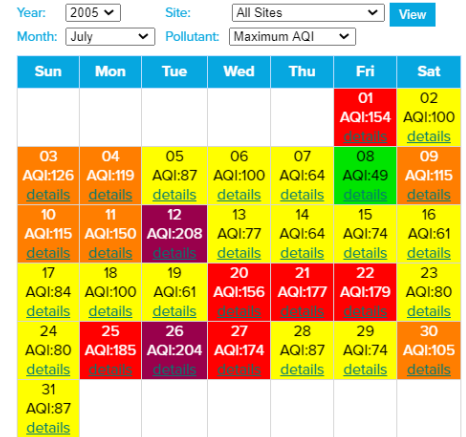 Year: 2005 Site: All Sites View
Month: July Pollutant: Maximum AQI
Sun Mon Tue Wed Thu Fri Sat
01 02
AQI:154 AQI:100
details details
03 04 05 06 07 08 09
AQI:126 AQI:119 AQI:87 AQI:100 AQI:64 AQI:49 AQI:115
details details details details details details details
10 11 12 13 14 15 16
AQI:115 AQI:150 AQI:208 AQI:77 AQI:64 AQI:74 AQI:61
details details details details details details details
17 18 19 20 21 22 23
AQI:84 AQI:100 AQI:61 AQI:156 AQI:177 AQI:179 AQI:80
details details details details details details details
24 25 26 27 28 29 30
AQI:80 AQI:185 AQI:204 AQI:174 AQI:87 AQI:74 AQI:105
details details details details details details details
31
AQI:87
details